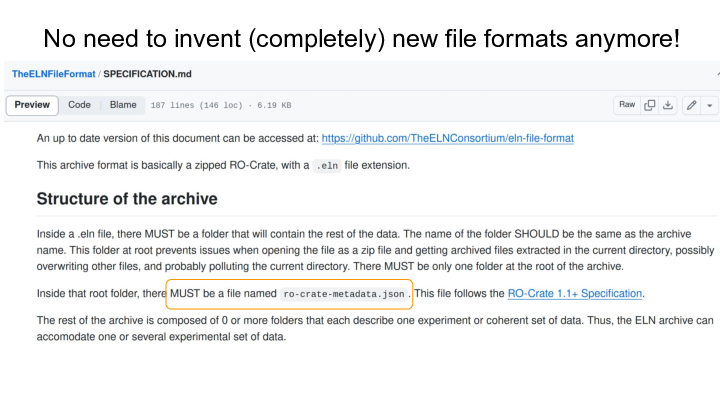 No need to invent (completely) new file formats anymore!
TheELNFileFormat / SPECIFICATION.md
Preview Code Blame 187 lines (146 loc) · 6.19 KB Raw
An up to date version of this document can be accessed at: https://github.com/TheELNConsortium/eln-file-format
This archive format is basically a zipped RO-Crate, with a .eln file extension.
Structure of the archive
Inside a .eln file, there MUST be a folder that will contain the rest of the data. The name of the folder SHOULD be the same as the archive
name. This folder at root prevents issues when opening the file as a zip file and getting archived files extracted in the current directory, possibly
overwriting other files, and probably polluting the current directory. There MUST be only one folder at the root of the archive.
Inside that root folder, there MUST be a file named ro-crate-metadata.json. This file follows the RO-Crate 1.1+ Specification.
The rest of the archive is composed of 0 or more folders that each describe one experiment or coherent set of data. Thus, the ELN archive can
accomodate one or several experimental set of data.